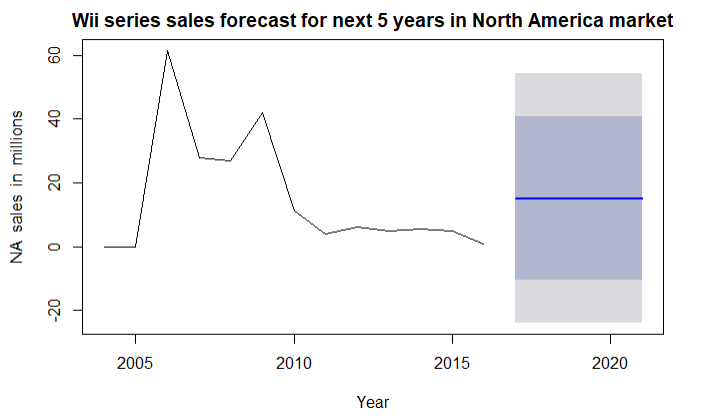 Wii series sales forecast for next 5 years in North America market
NA sales in millions
60
40
20
0
-20
2005 2010 2015 2020
Year